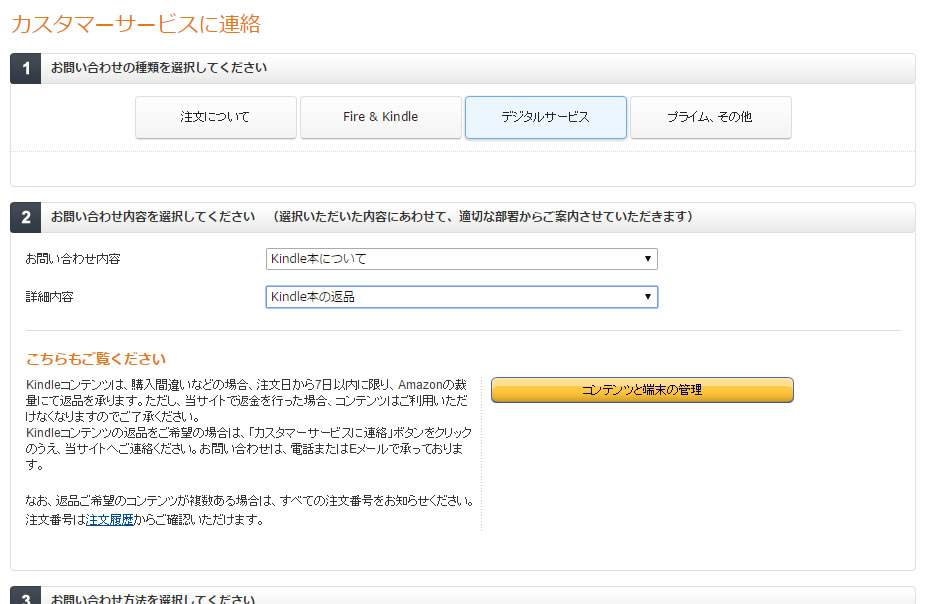 カスタマーサービスに連絡
1 お問い合わせの種類を選択してください
注文について Fire & Kindle デジタルサービス プライム、その他
2 お問い合わせ内容を選択してください （選択いただいた内容にあわせて、適切な部署からご案内させていただきます）
お問い合わせ内容 Kindle本について ▼
詳細内容 Kindle本の返品 ▼
こちらもご覧ください
Kindleコンテンツは、購入間違いなどの場合、注文日から7日以内に限り、Amazonの裁
量にて返品を承ります。ただし、当サイトで返金を行った場合、コンテンツはご利用いただ
けなくなりますのでご了承ください。
Kindleコンテンツの返品をご希望の場合は、「カスタマーサービスに連絡」ボタンをクリック
のうえ、当サイトへご連絡ください。お問い合わせは、電話またはEメールで承っておりま
す。
なお、返品ご希望のコンテンツが複数ある場合は、すべての注文番号をお知らせください。
注文番号は注文履歴からご確認いただけます。
コンテンツと端末の管理
3 お問い合わせ方法を選択してください